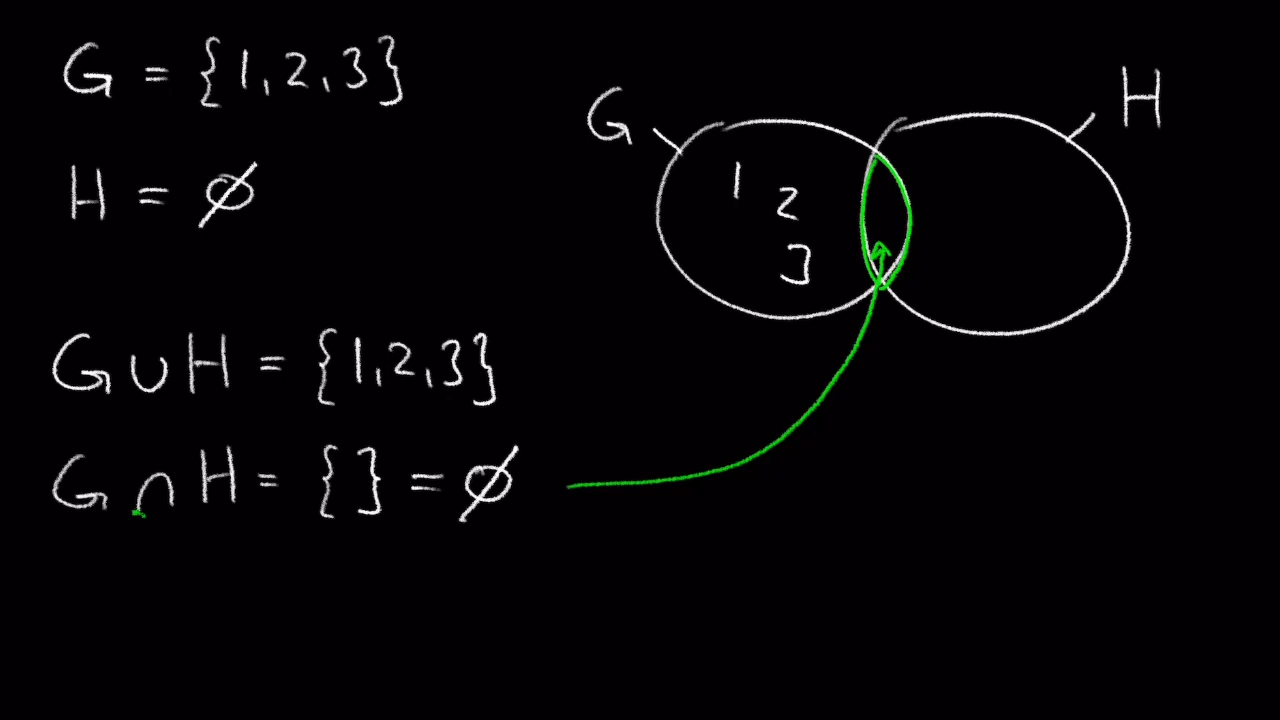 G = {1, 2, 3}
H = ∅
G ∪ H = {1, 2, 3}
G ∩ H = { } = ∅
G
H
1 2
3